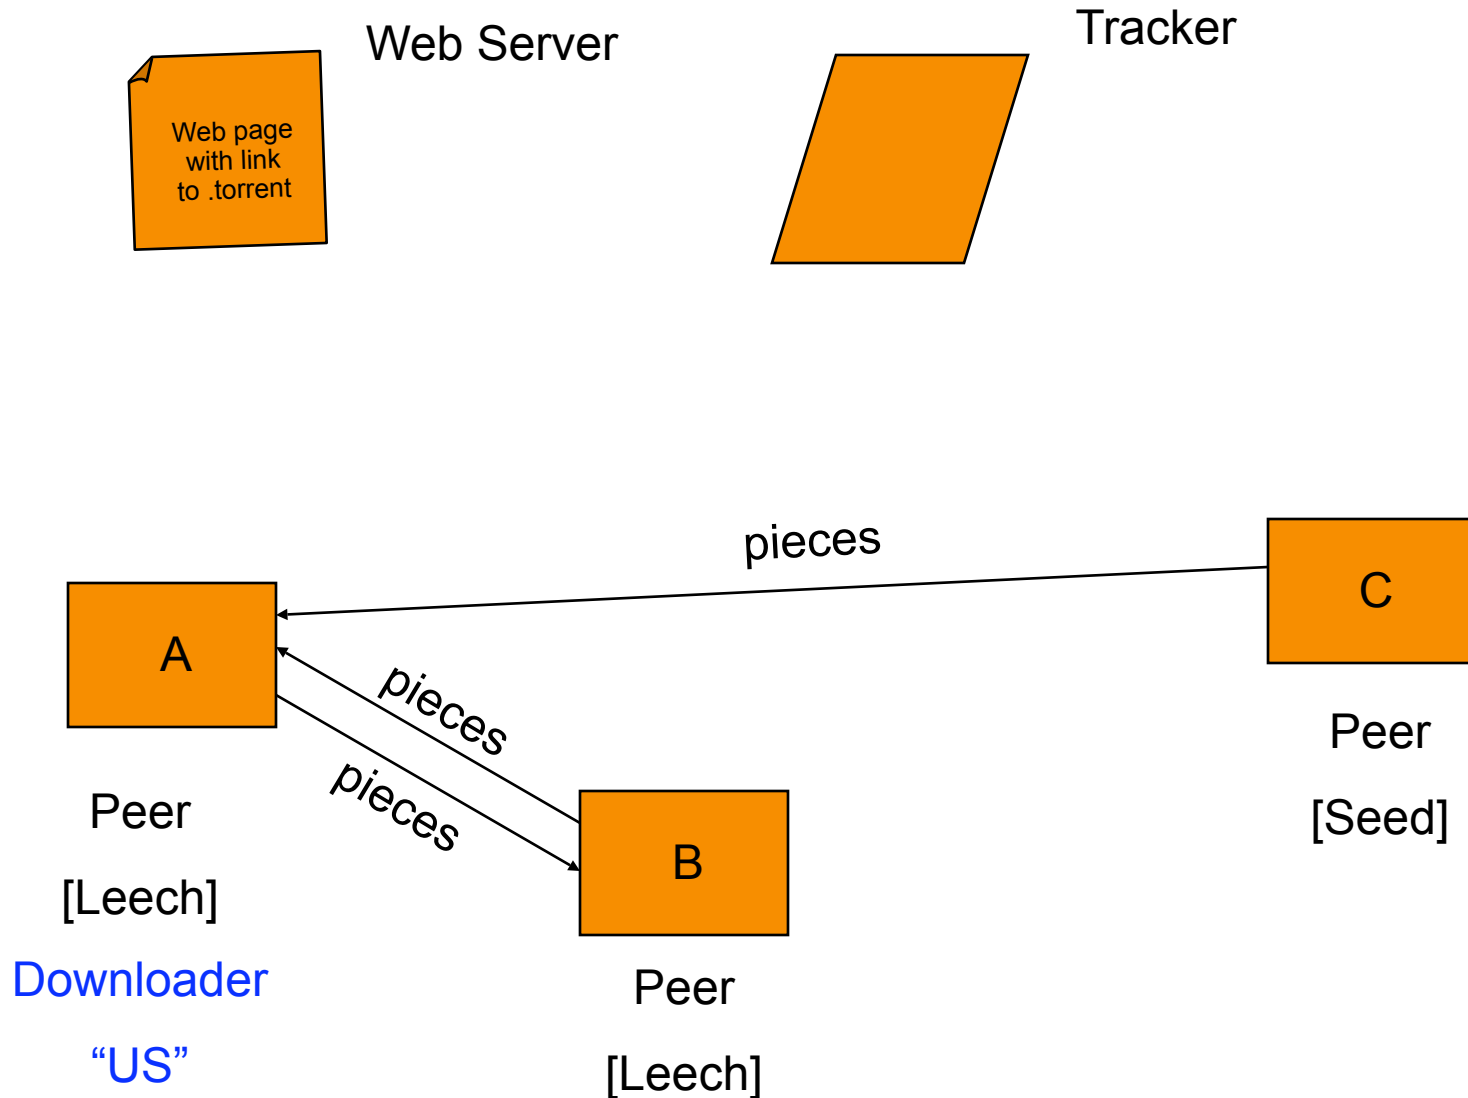 Web Server
Tracker
Web page
with link
to .torrent
pieces
C
A
pieces
pieces
Peer
[Seed]
Peer
[Leech]
B
Downloader
“US”
Peer
[Leech]